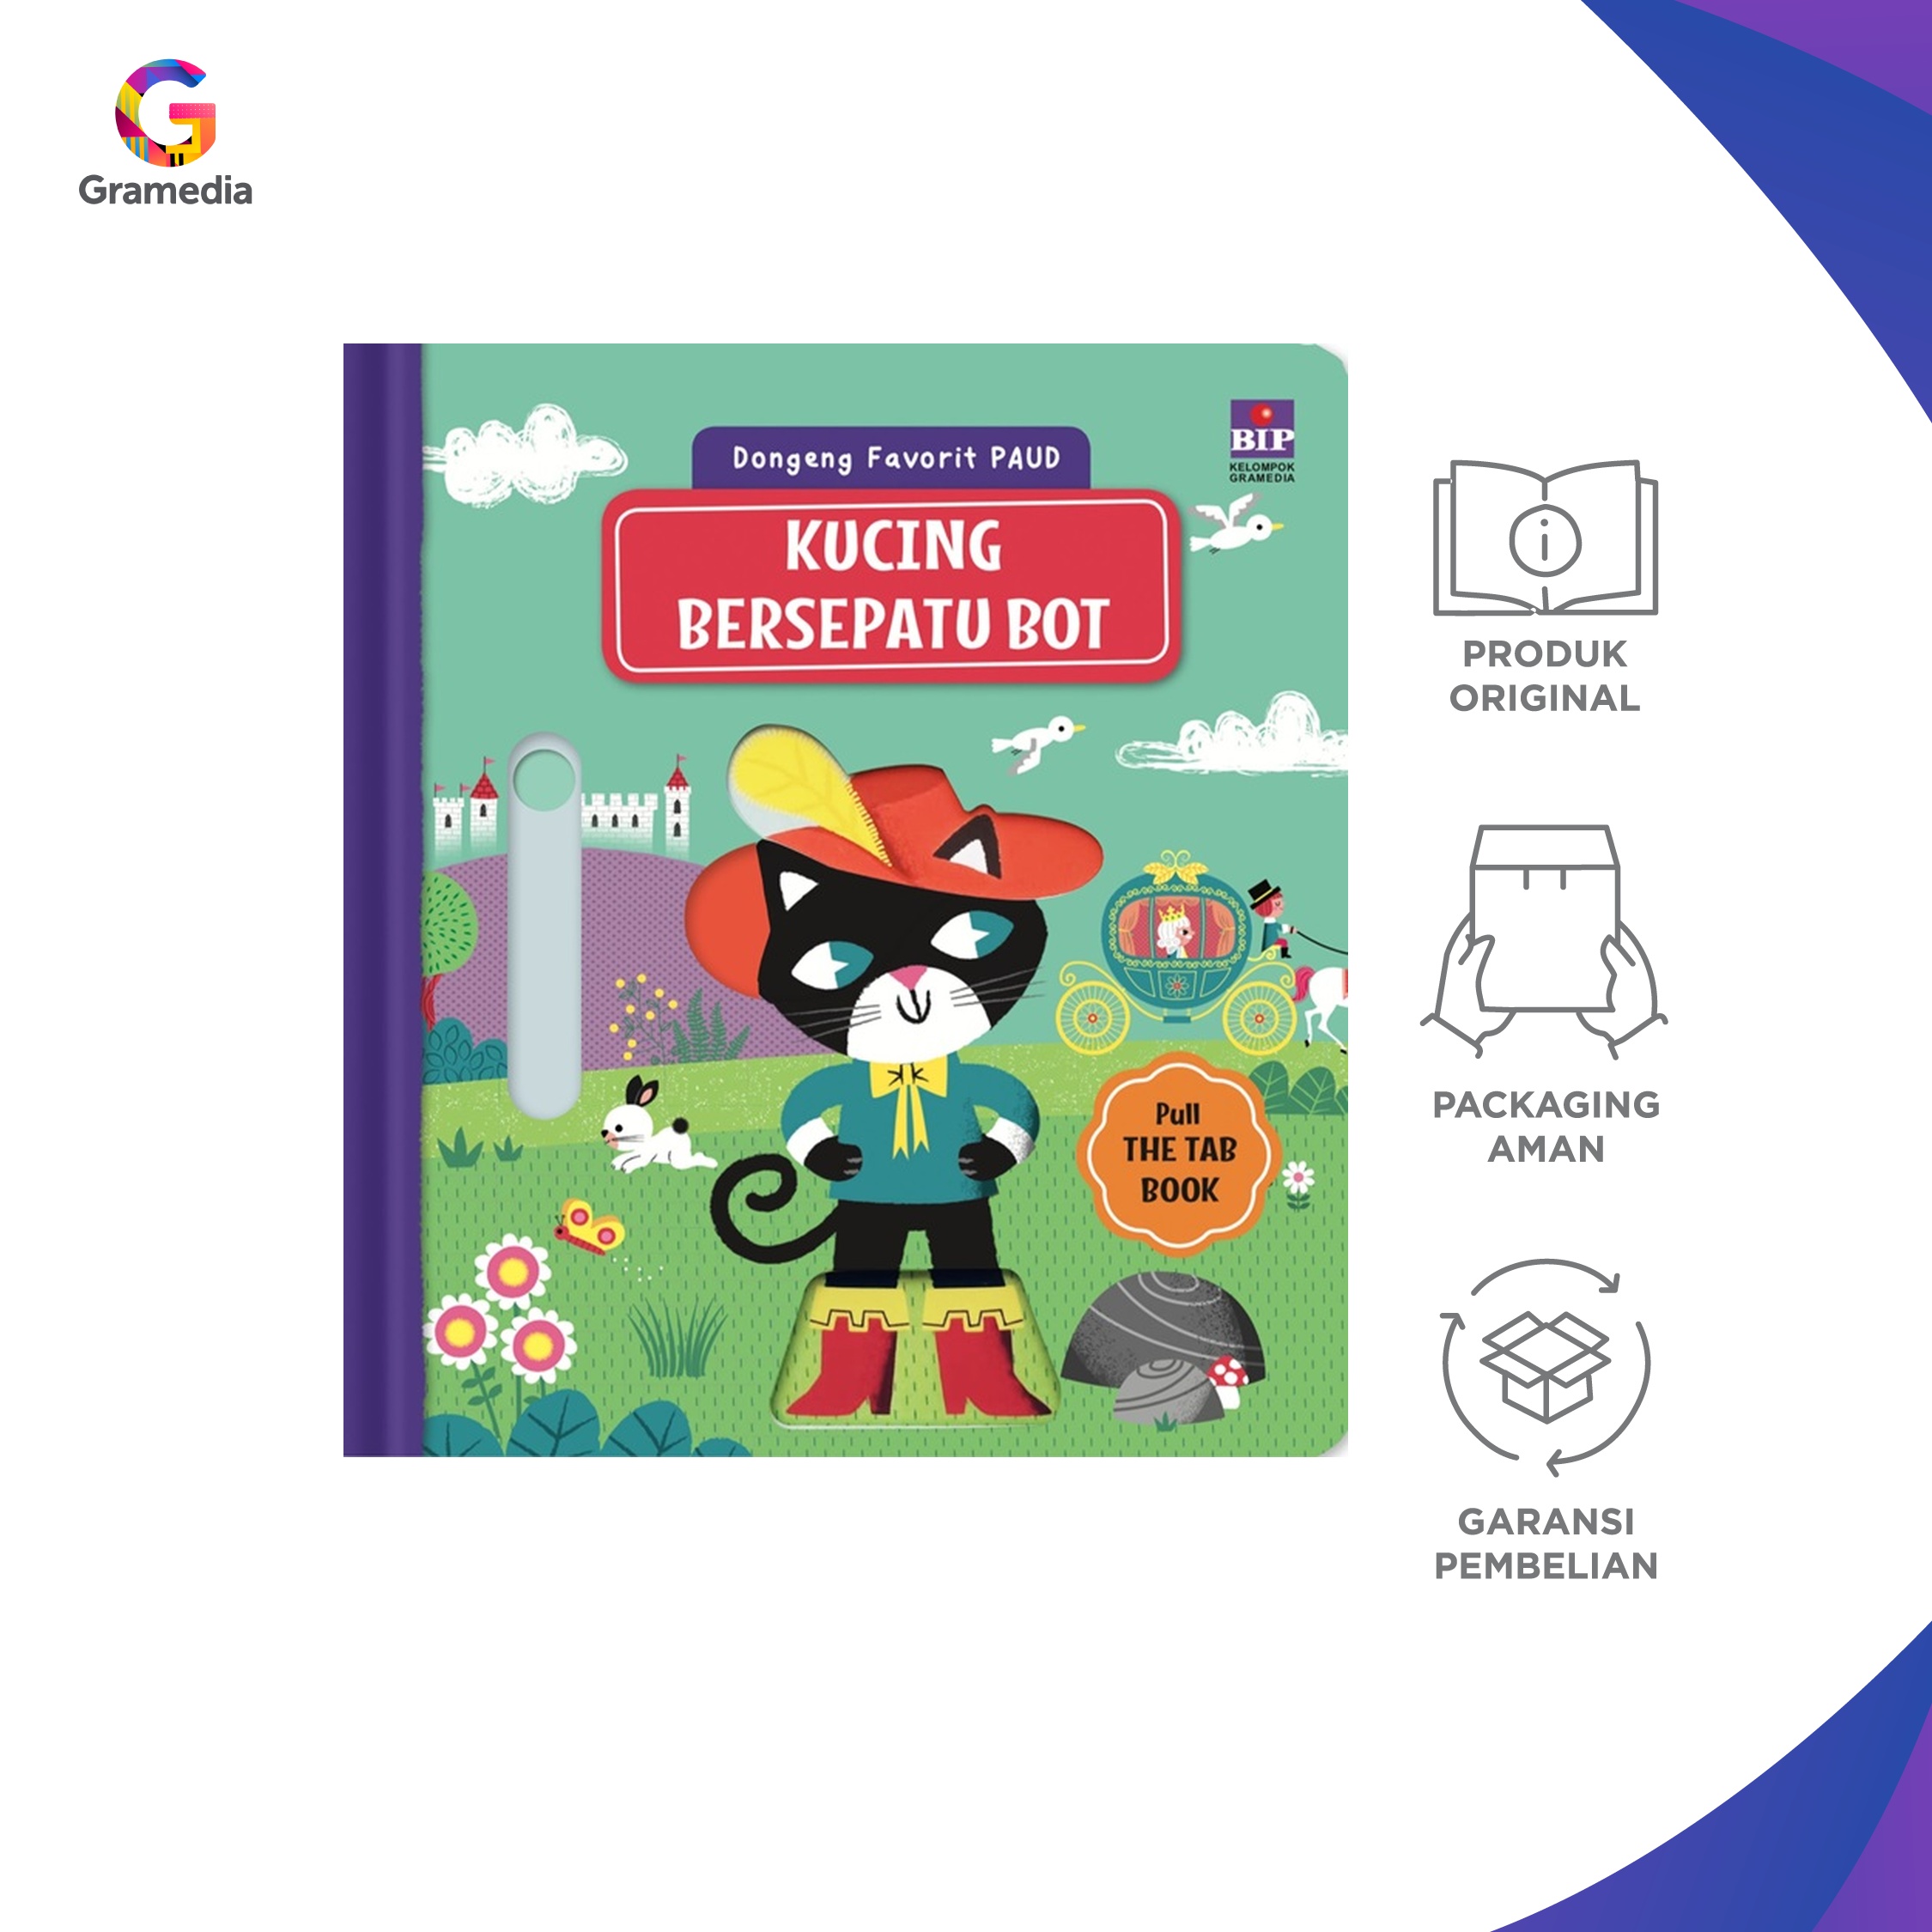 Gramedia
Dongeng Favorit PAUD
BIP
KELOMPOK
GRAMEDIA
KUCING
BERSEPATU BOT
Pull
THE TAB
BOOK
PRODUK
ORIGINAL
PACKAGING
AMAN
GARANSI
PEMBELIAN